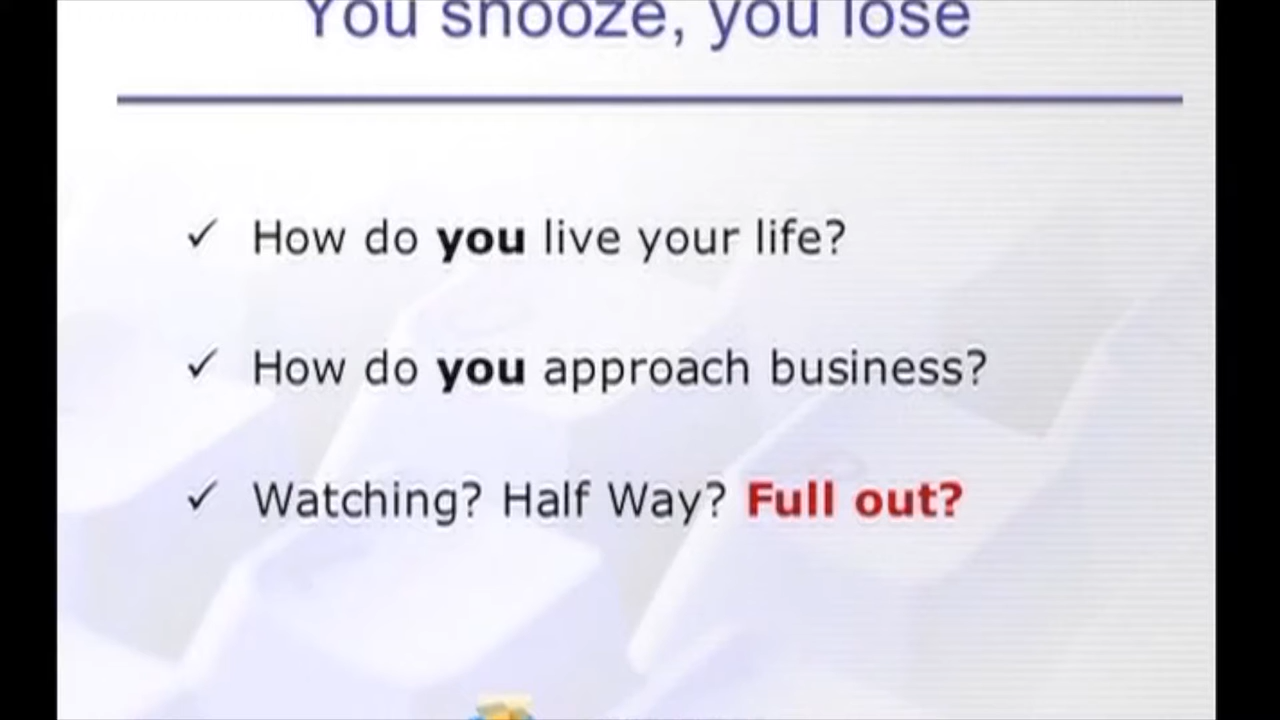 You snooze, you lose
How do you live your life?
How do you approach business?
Watching? Half Way? Full out?